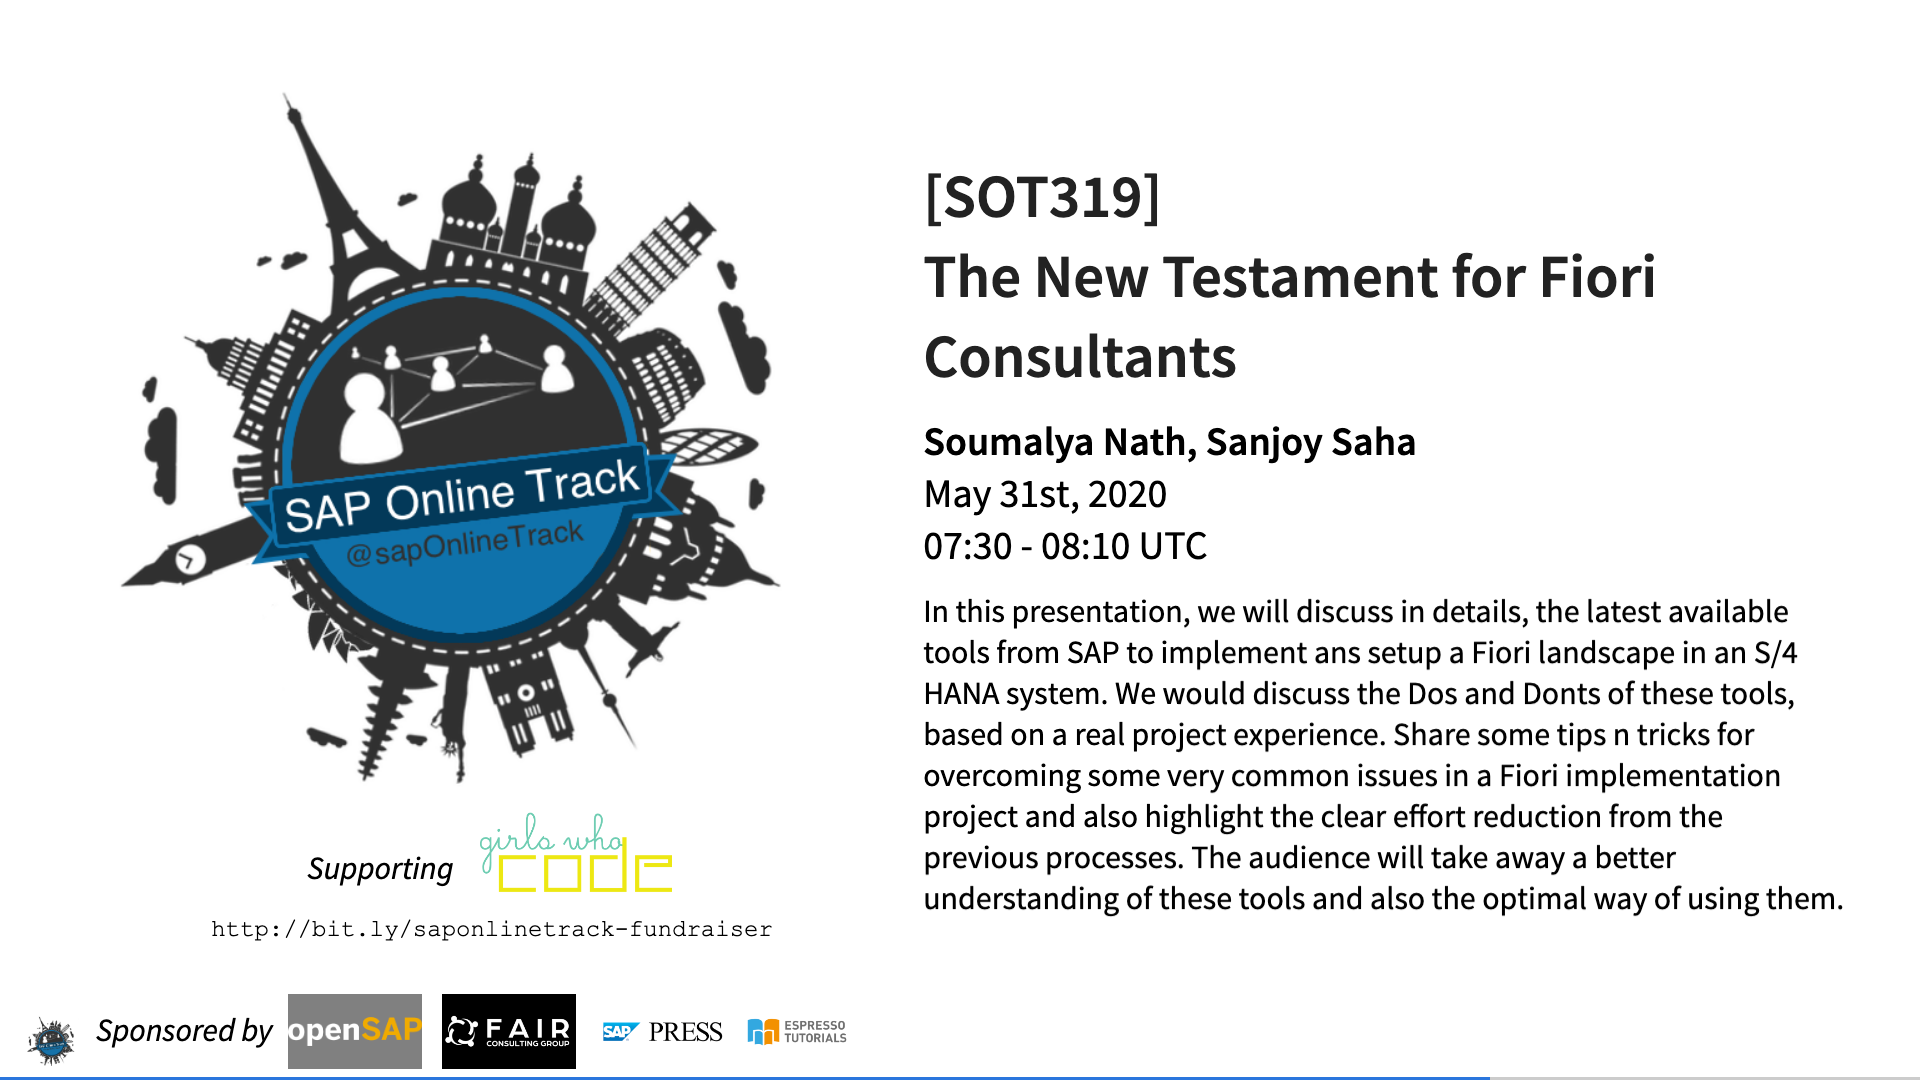 SAP Online Track
@sapOnlineTrack
Supporting
girls who
code
http://bit.ly/saponlinetrack-fundraiser
[SOT319]
The New Testament for Fiori
Consultants
Soumalya Nath, Sanjoy Saha
May 31st, 2020
07:30 - 08:10 UTC
In this presentation, we will discuss in details, the latest available
tools from SAP to implement ans setup a Fiori landscape in an S/4
HANA system. We would discuss the Dos and Donts of these tools,
based on a real project experience. Share some tips n tricks for
overcoming some very common issues in a Fiori implementation
project and also highlight the clear effort reduction from the
previous processes. The audience will take away a better
understanding of these tools and also the optimal way of using them.
Sponsored by
openSAP
FAIR
CONSULTING GROUP
SAP PRESS
ESPRESSO
TUTORIALS